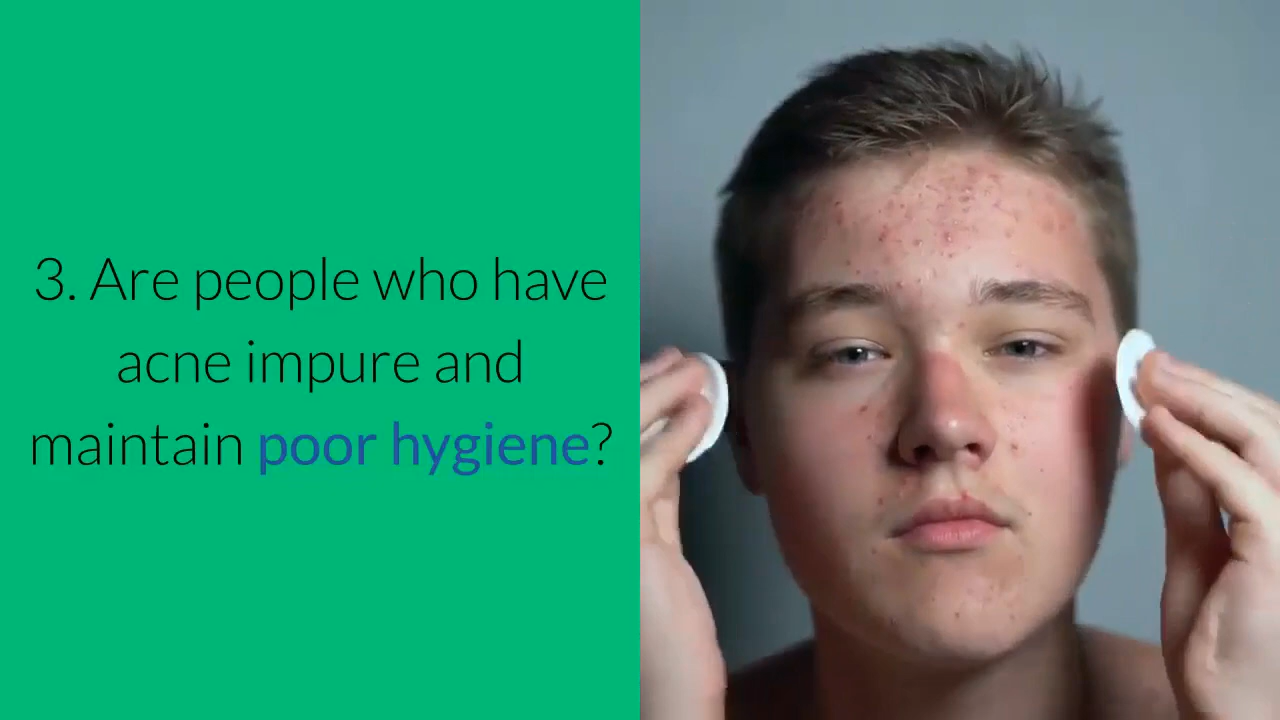 3. Are people who have
acne impure and
maintain poor hygiene?